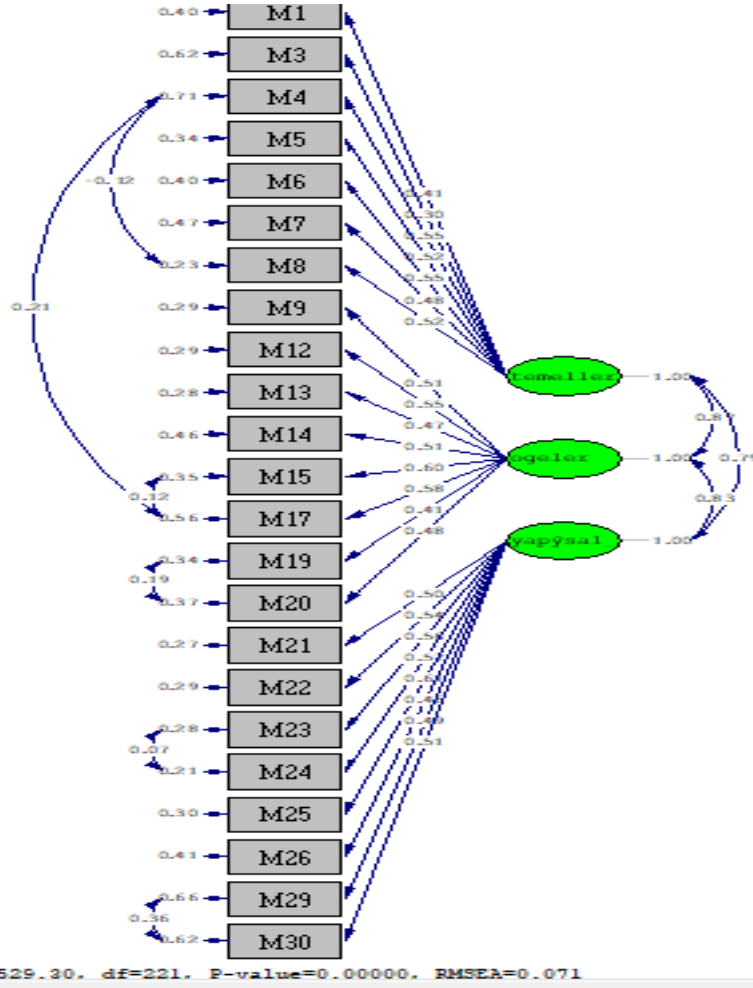 0.40 M1
0.62 M3
0.71 M4
0.34 M5
0.40 M6
-0.12
0.41
0.47 M7
0.30
0.55
0.23 M8
0.52
0.55
0.29 M9
0.48
0.21
0.52
0.29 M12
temeller 1.00
0.51
0.28 M13
0.55
0.87
0.47
0.46 M14
0.51
ogeler 1.00
0.35 M15
0.60
0.58
0.12
0.83
0.56 M17
0.41
0.48
yapŷsal 1.00
0.34 M19
0.19
0.37 M20
0.50
0.54
0.27 M21
0.29 M22
0.28 M23
0.49
0.07
0.51
0.21 M24
0.30 M25
0.41 M26
0.66 M29
0.36
0.62 M30
529.30, df=221, P-value=0.00000, RMSEA=0.071